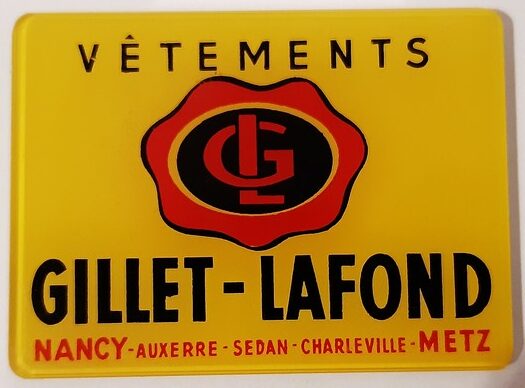 VÊTEMENTS
GL
GILLET-LAFOND
NANCY-AUXERRE-SEDAN-CHARLEVILLE-METZ